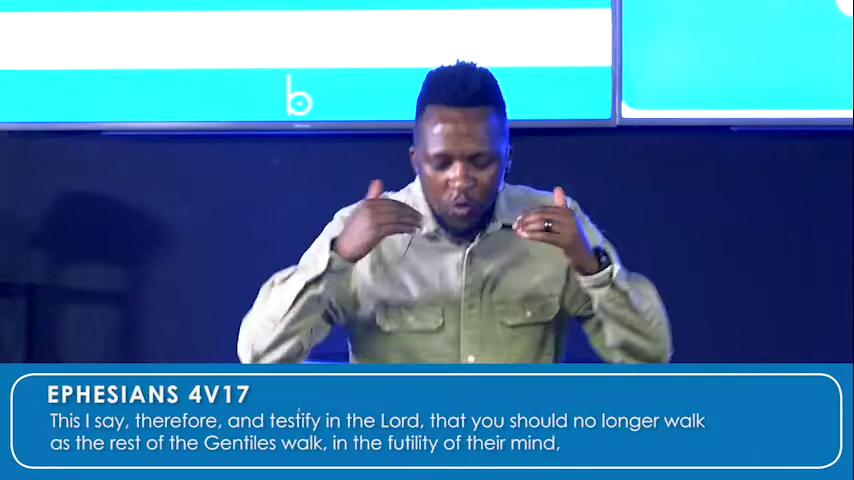 b
EPHESIANS 4V17
This I say, therefore, and testify in the Lord, that you should no longer walk
as the rest of the Gentiles walk, in the futility of their mind,